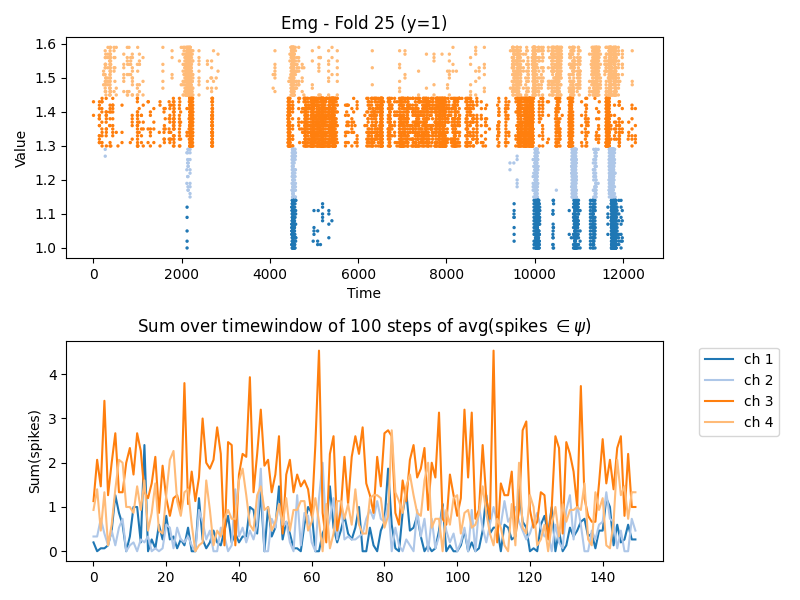 Emg - Fold 25 (y=1)
1.6
1.5
1.4
1.3
1.2
1.1
1.0
Value
0 2000 4000 6000 8000 10000 12000
Time
Sum over timewindow of 100 steps of avg(spikes ∈ ψ)
4
3
2
1
0
Sum(spikes)
0 20 40 60 80 100 120 140
ch 1
ch 2
ch 3
ch 4